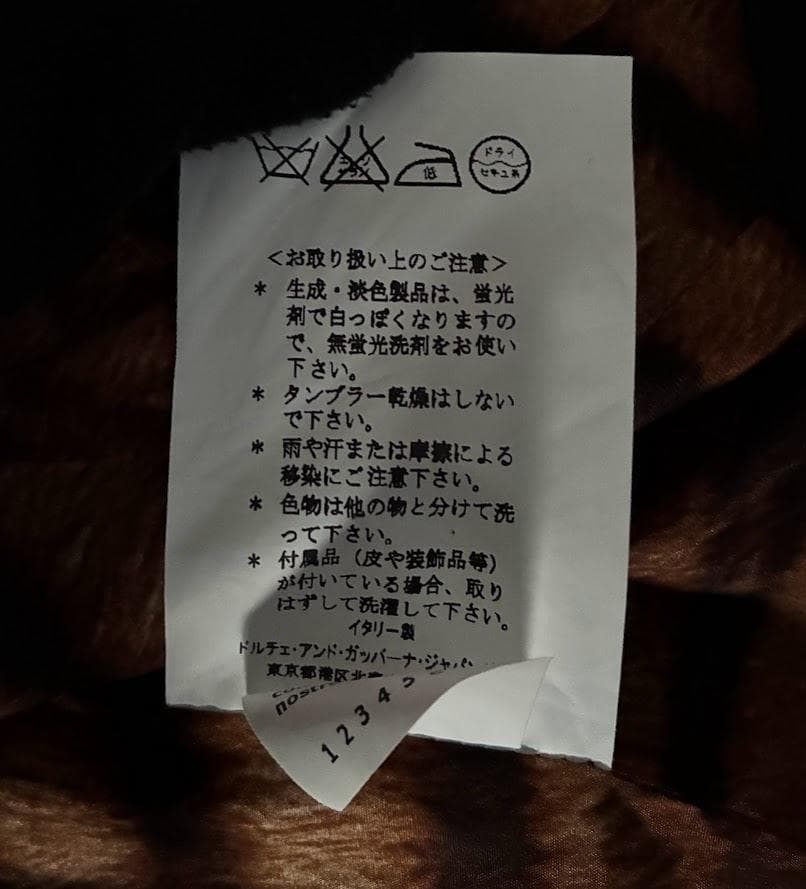 低
ドライ
セキユ系
<お取り扱い上のご注意>
* 生成・淡色製品は、蛍光
剤で白っぽくなりますの
で、無蛍光洗剤をお使い
下さい。
* タンブラー乾燥はしない
で下さい。
* 雨や汗または摩擦による
移染にご注意下さい。
* 色物は他の物と分けて洗
って下さい。
* 付属品（皮や装飾品等）
が付いている場合、取り
はずして洗濯して下さい。
イタリー製
ドルチェ・アンド・ガッバーナ・ジャパ
東京都港区北
1 2 3 4 5